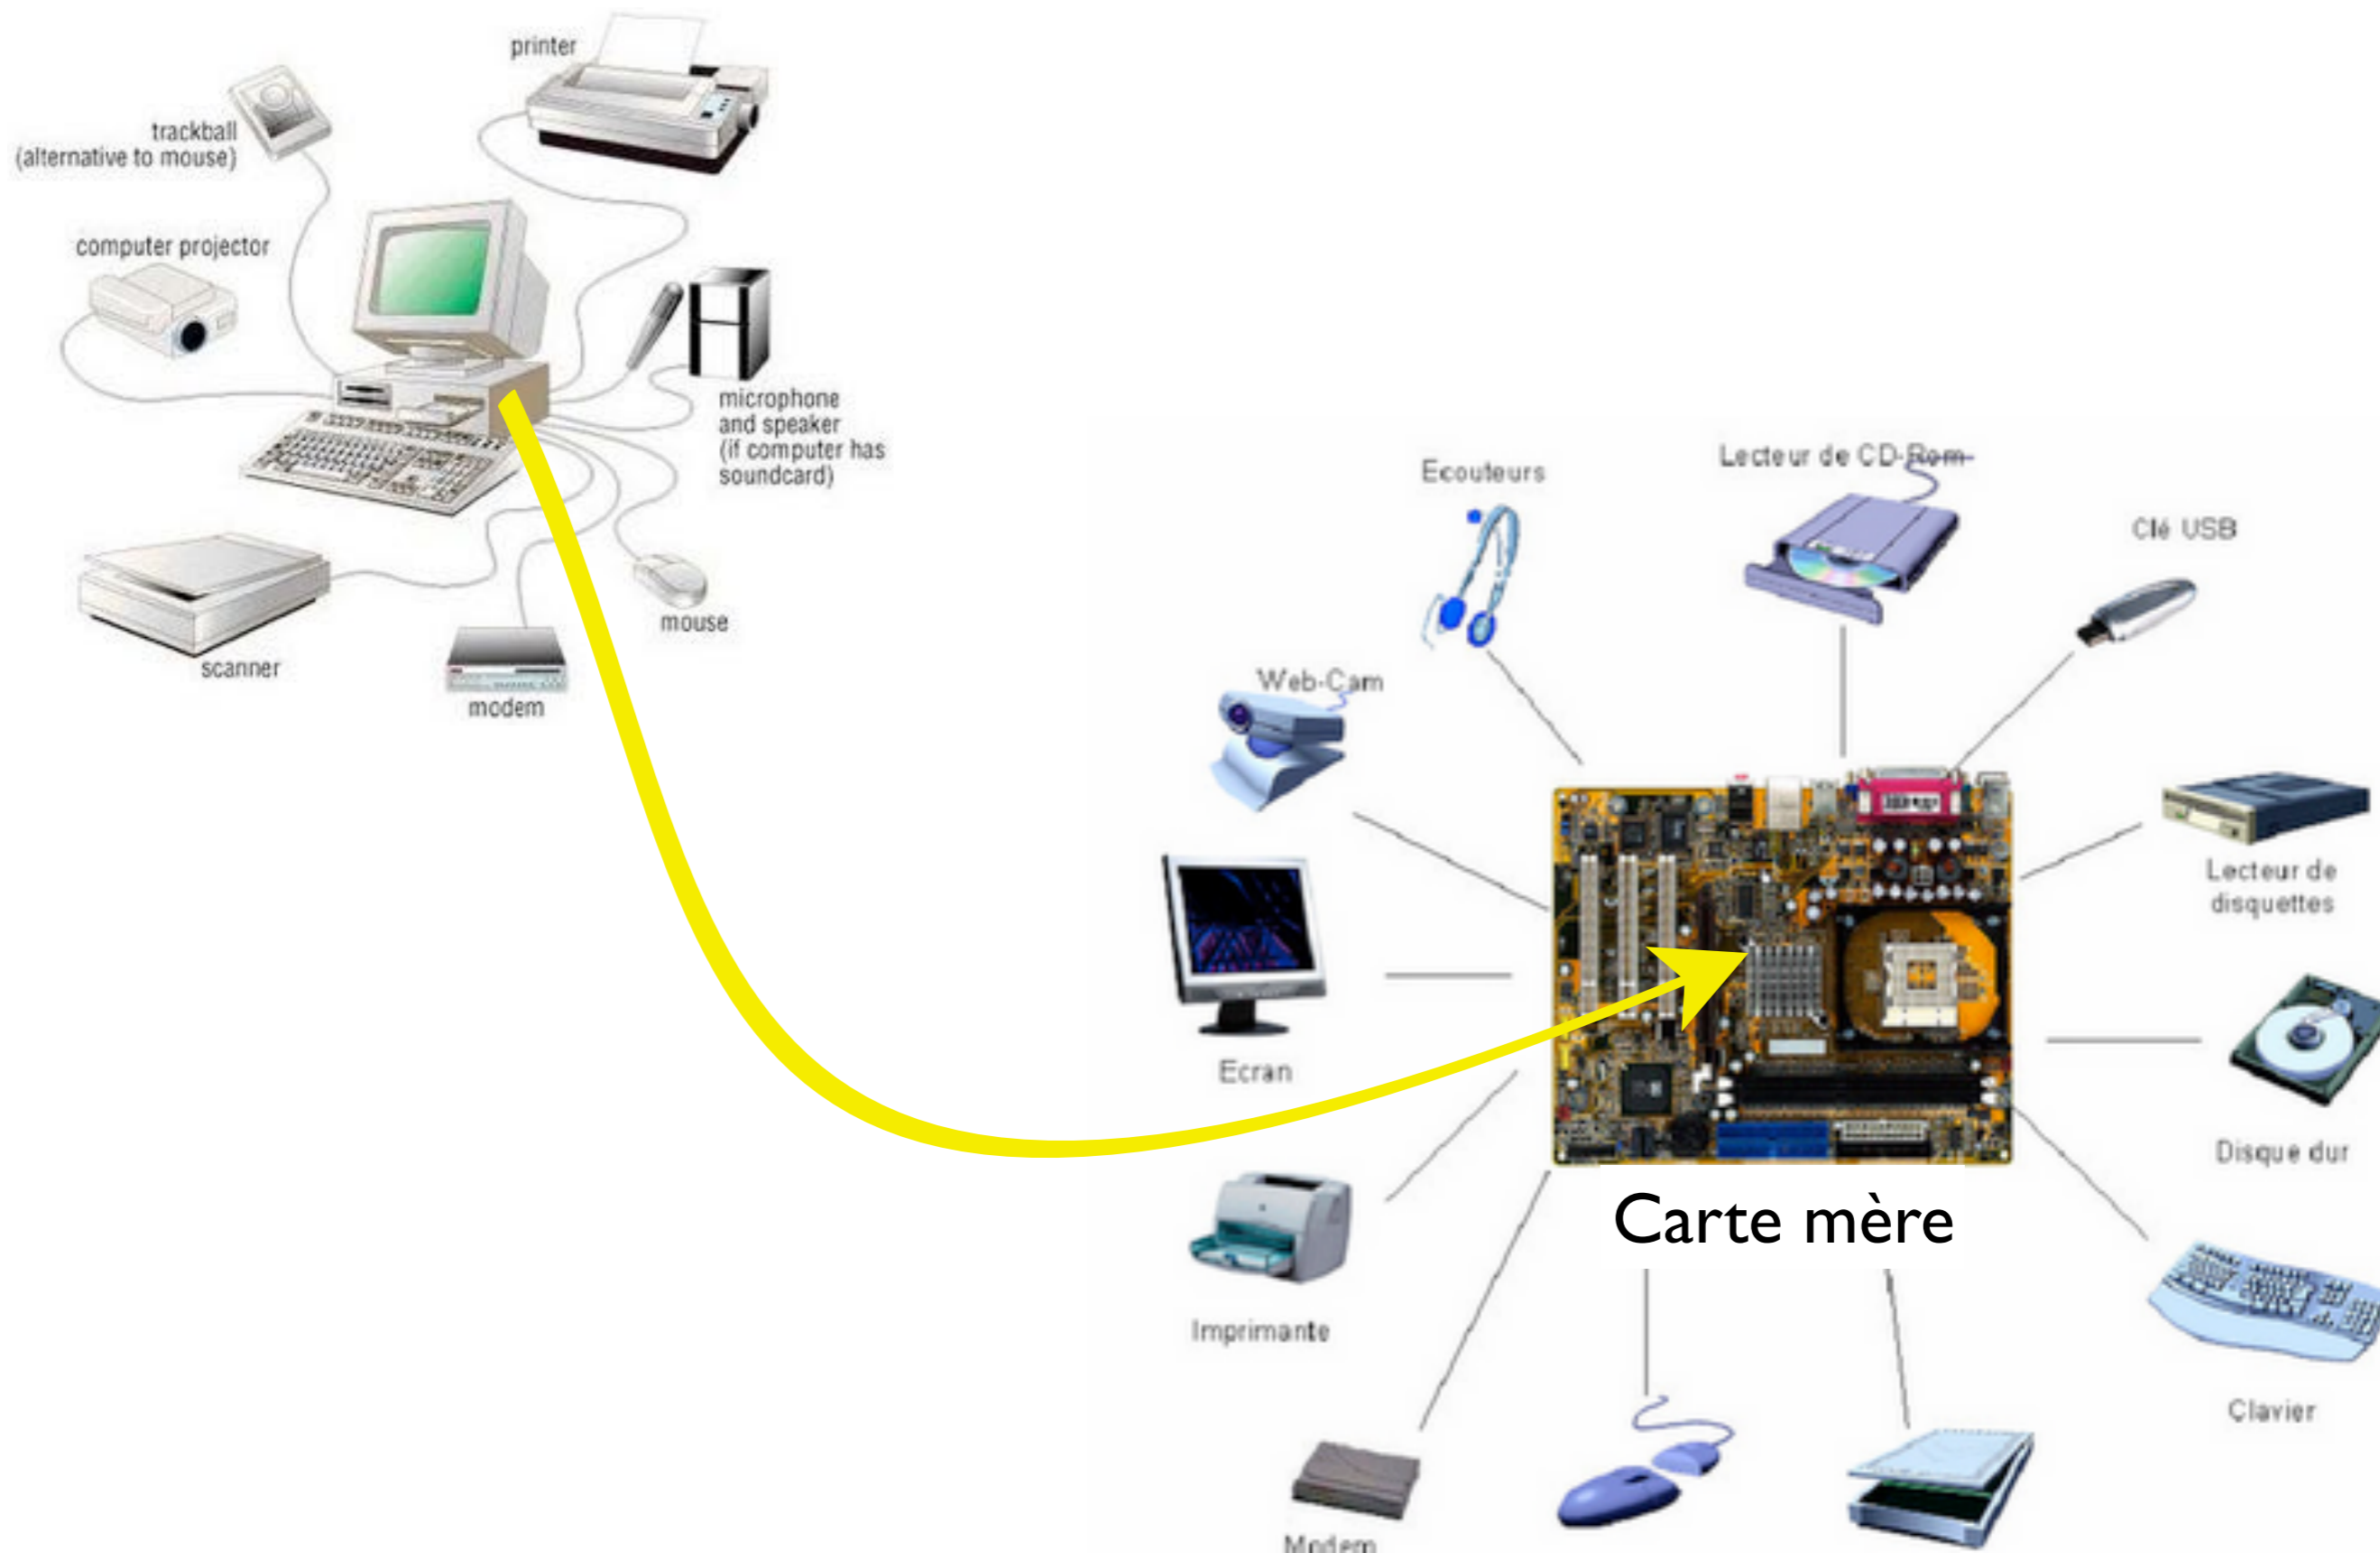 printer
trackball
(alternative to mouse)
computer projector
microphone
and speaker
(if computer has
soundcard)
mouse
scanner
modem
Ecouteurs
Lecteur de CD-Rom
Clé USB
Web-Cam
Lecteur de
disquettes
Ecran
Disque dur
Carte mère
Imprimante
Clavier
Modem